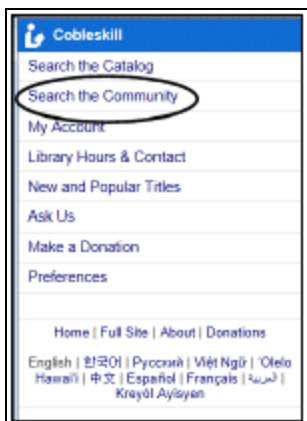 Cobleskill
Search the Catalog
Search the Community
My Account
Library Hours & Contact
New and Popular Titles
Ask Us
Make a Donation
Preferences
Home | Full Site | About | Donations
English | 한국어 | Русский | Việt Ngữ | 'Olelo
Hawai'i | 中文 | Español | Français | العربية |
Kreyòl Ayisyen